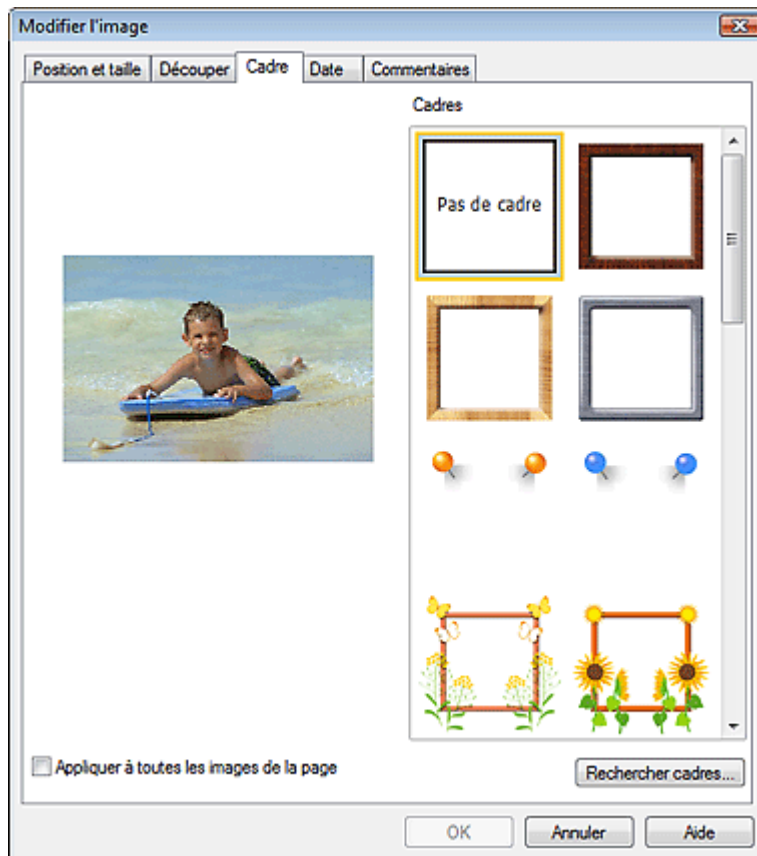 Modifier l'image
Position et taille
Découper
Cadre
Date
Commentaires
Cadres
Pas de cadre
Appliquer à toutes les images de la page
Rechercher cadres...
OK
Annuler
Aide